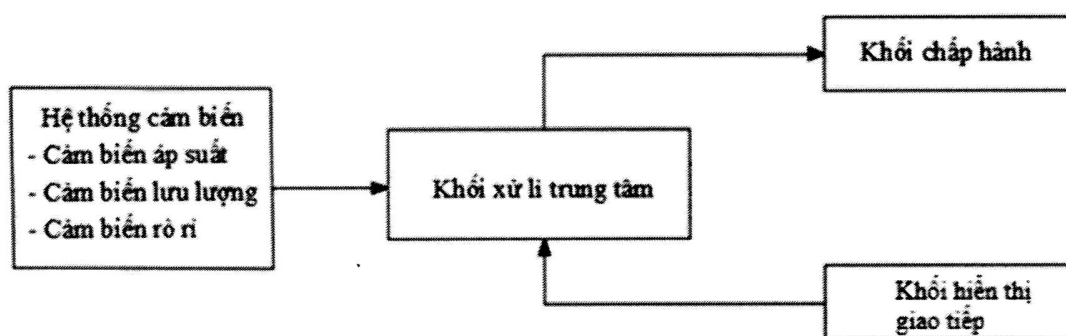 Khối chấp hành
Hệ thống cảm biến
- Cảm biến áp suất
- Cảm biến lưu lượng
- Cảm biến rò rỉ
Khối xử lí trung tâm
Khối hiển thị
giao tiếp